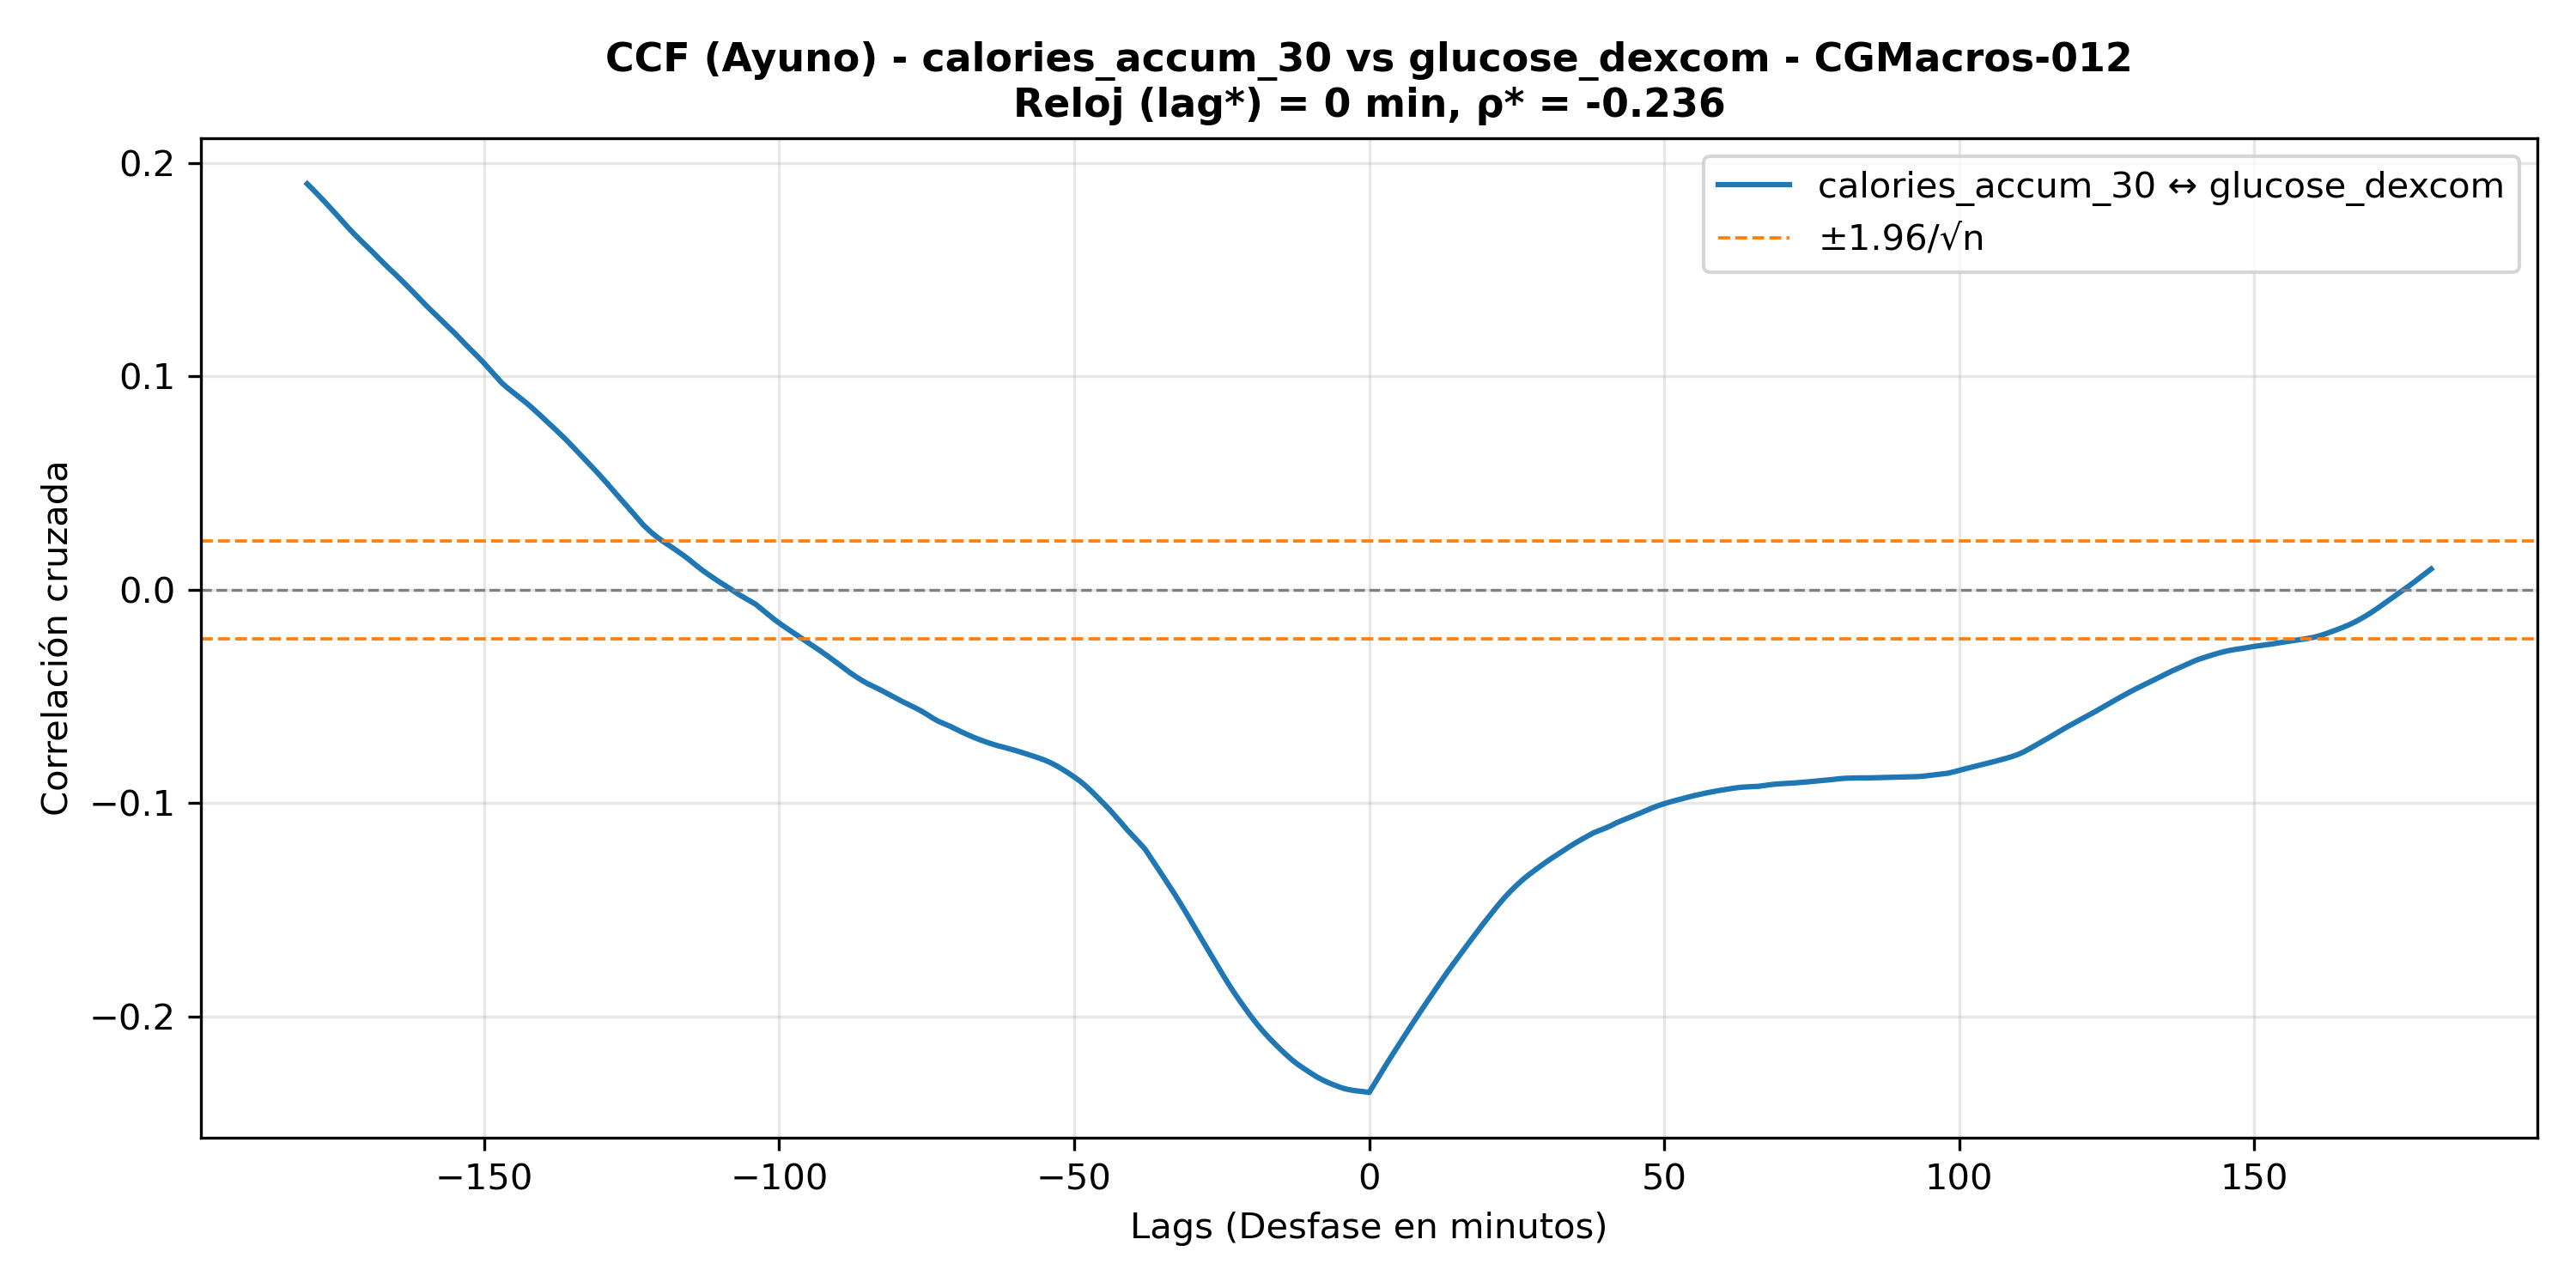 CCF (Ayuno) - calories_accum_30 vs glucose_dexcom - CGMacros-012
Reloj (lag*) = 0 min, ρ* = -0.236
calories_accum_30 ↔ glucose_dexcom
±1.96/√n
Correlación cruzada
0.2
0.1
0.0
−0.1
−0.2
−150
−100
−50
0
50
100
150
Lags (Desfase en minutos)